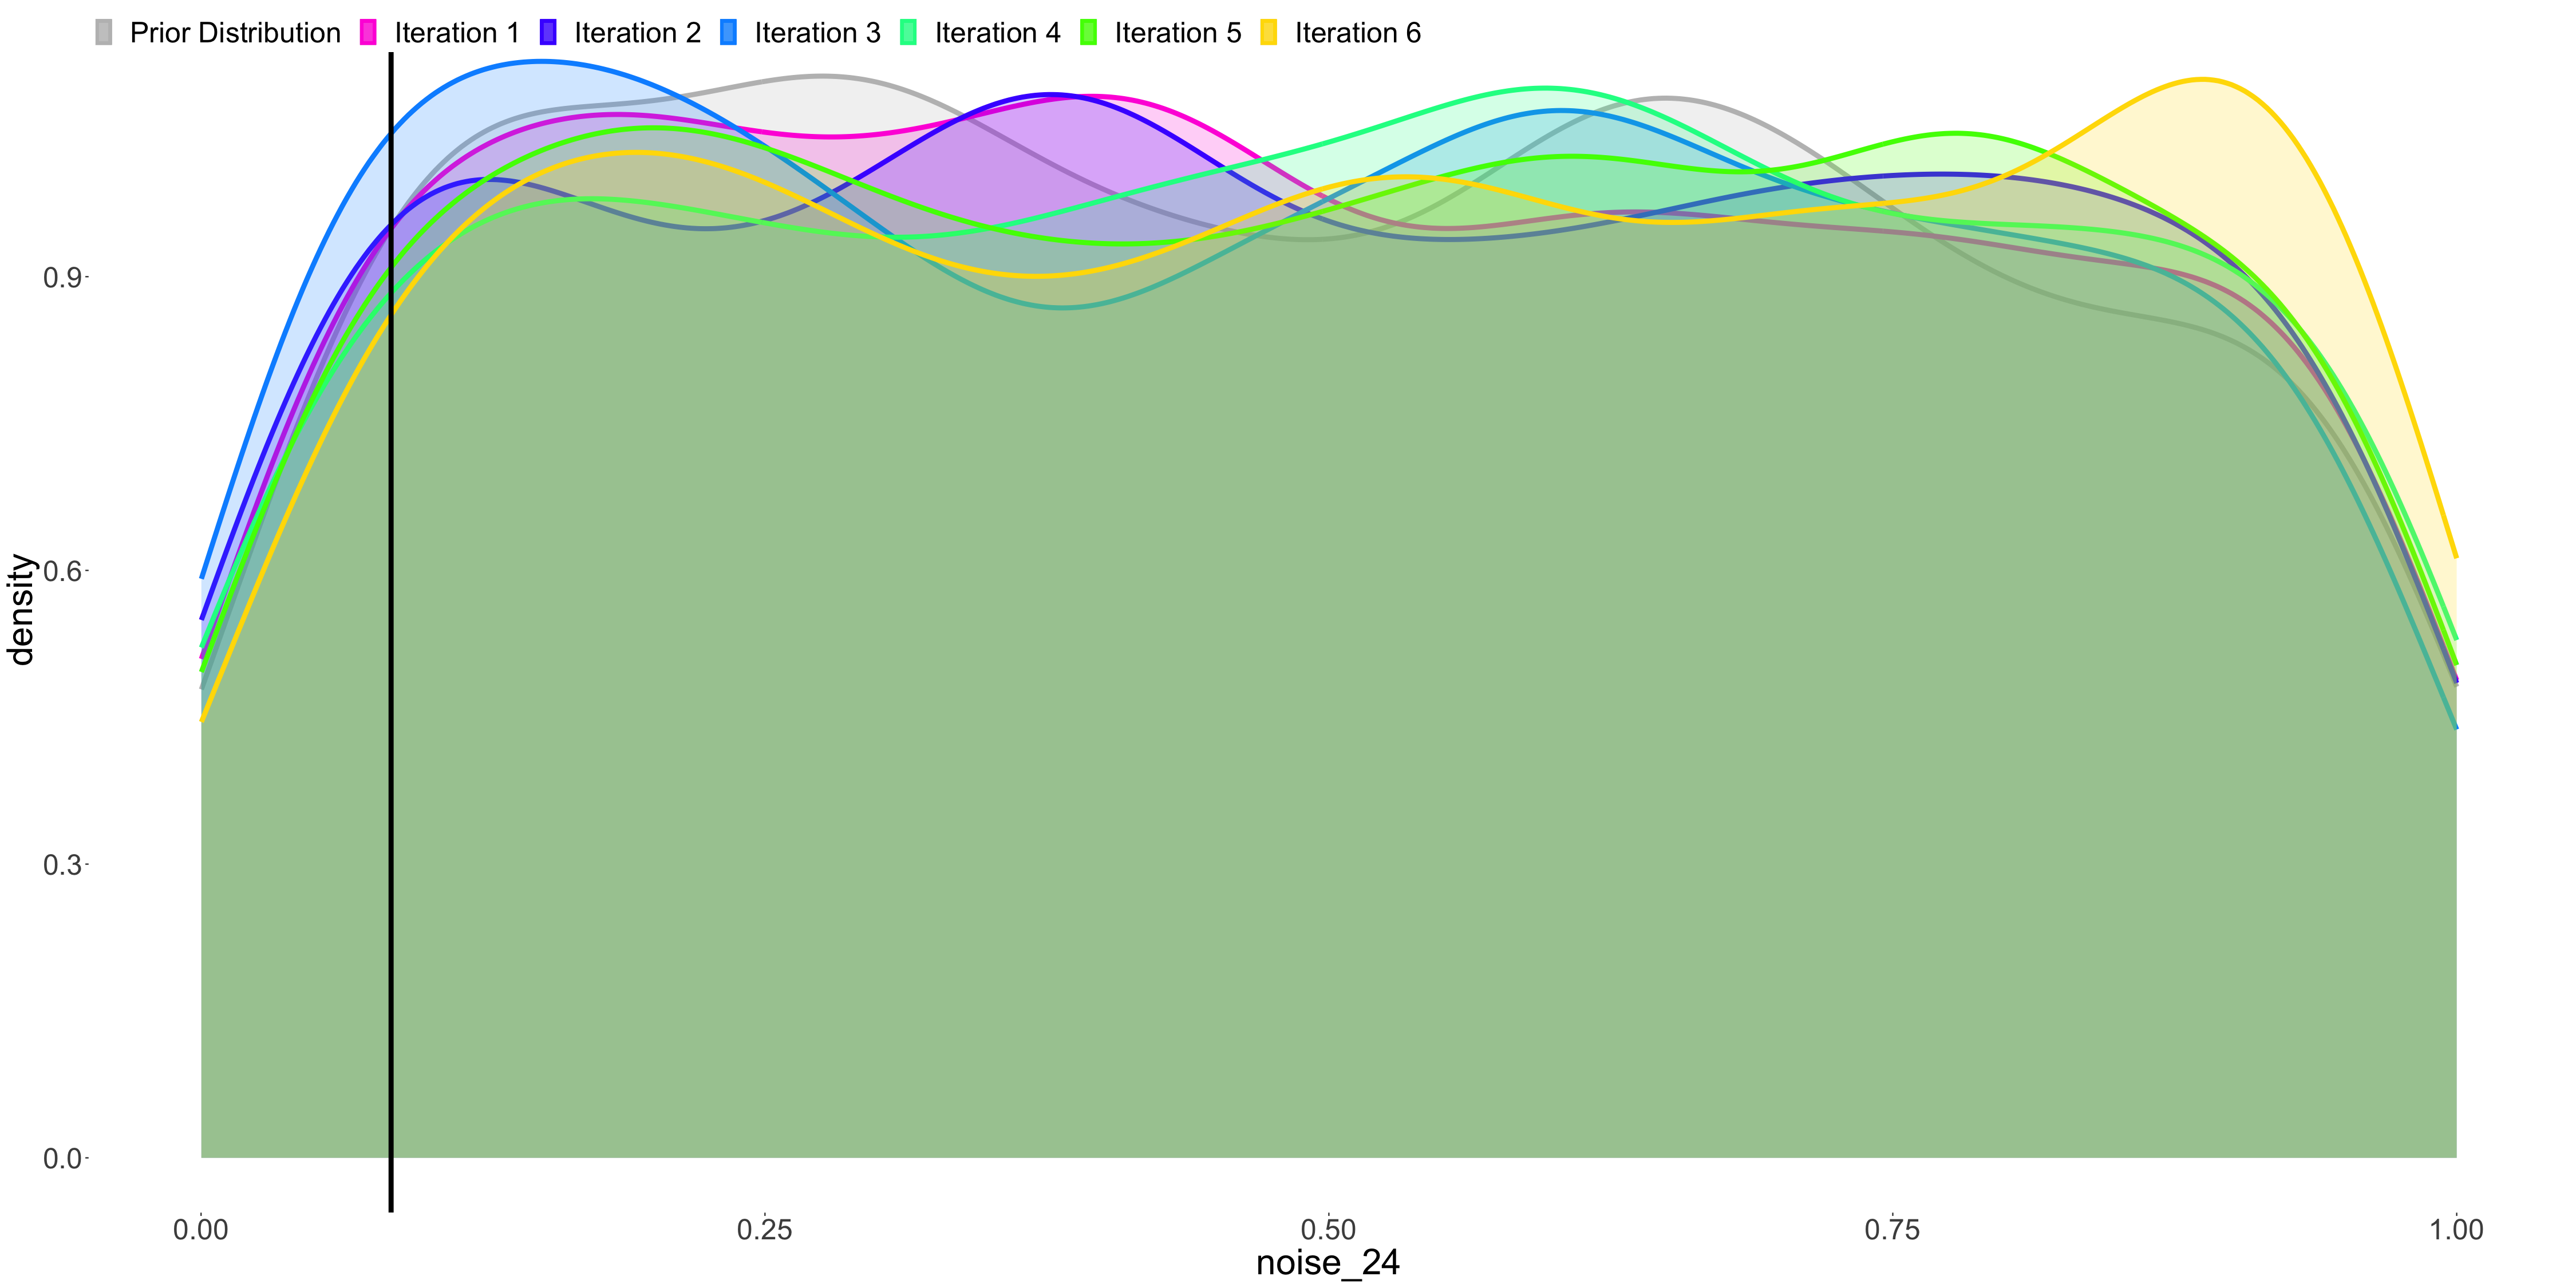 Prior Distribution Iteration 1 Iteration 2 Iteration 3 Iteration 4 Iteration 5 Iteration 6
density
0.9
0.6
0.3
0.0
0.00 0.25 0.50 0.75 1.00
noise_24